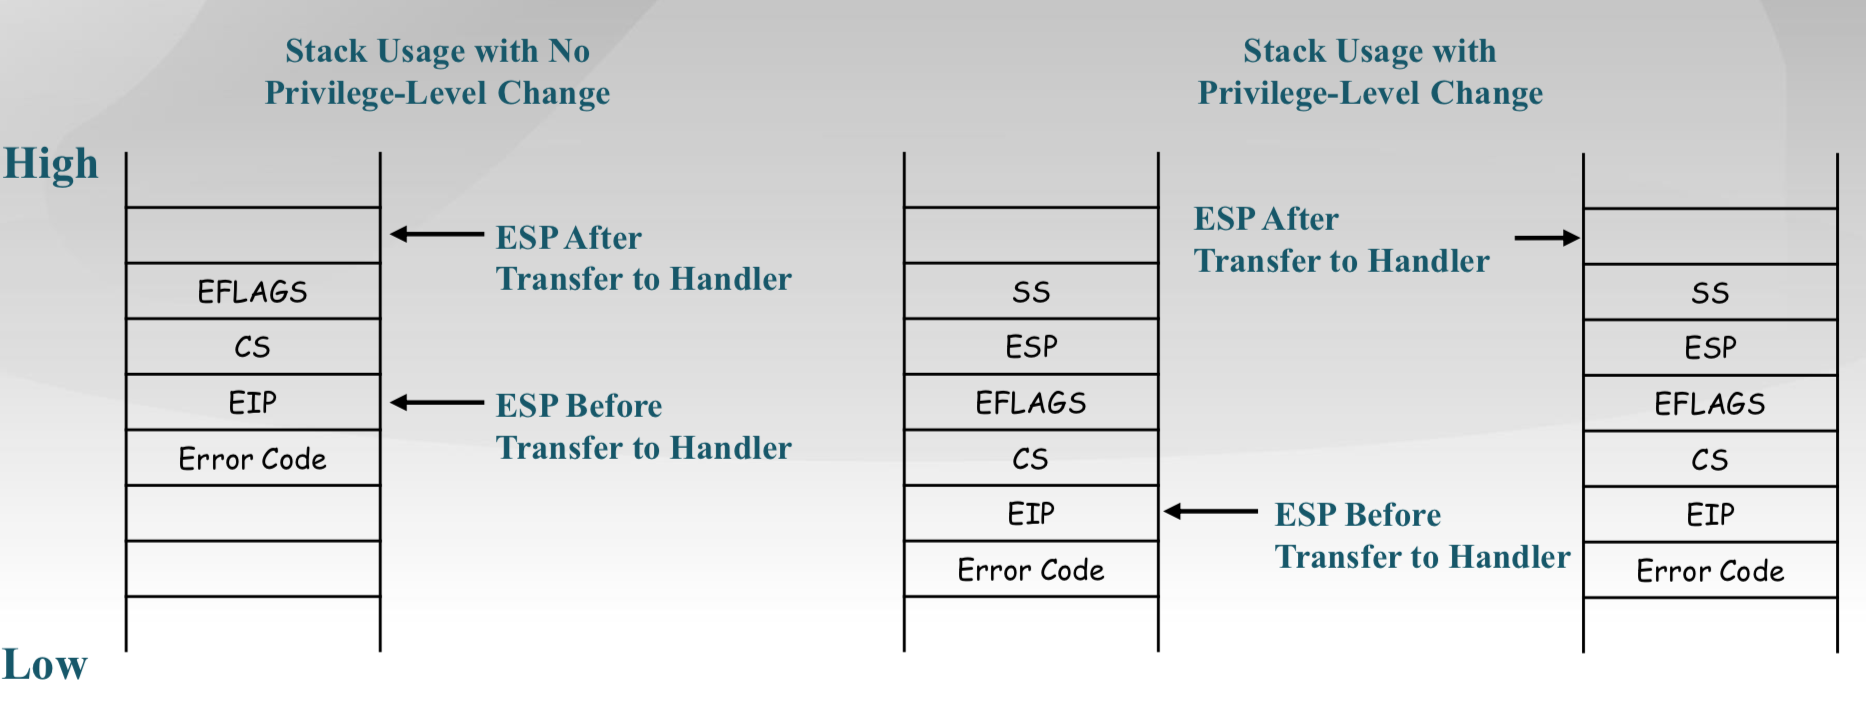 Stack Usage with No
Privilege-Level Change
Stack Usage with
Privilege-Level Change
High
Low
EFLAGS
CS
EIP
Error Code
ESP After
Transfer to Handler
ESP Before
Transfer to Handler
SS
ESP
EFLAGS
CS
EIP
Error Code
ESP After
Transfer to Handler
ESP Before
Transfer to Handler
SS
ESP
EFLAGS
CS
EIP
Error Code